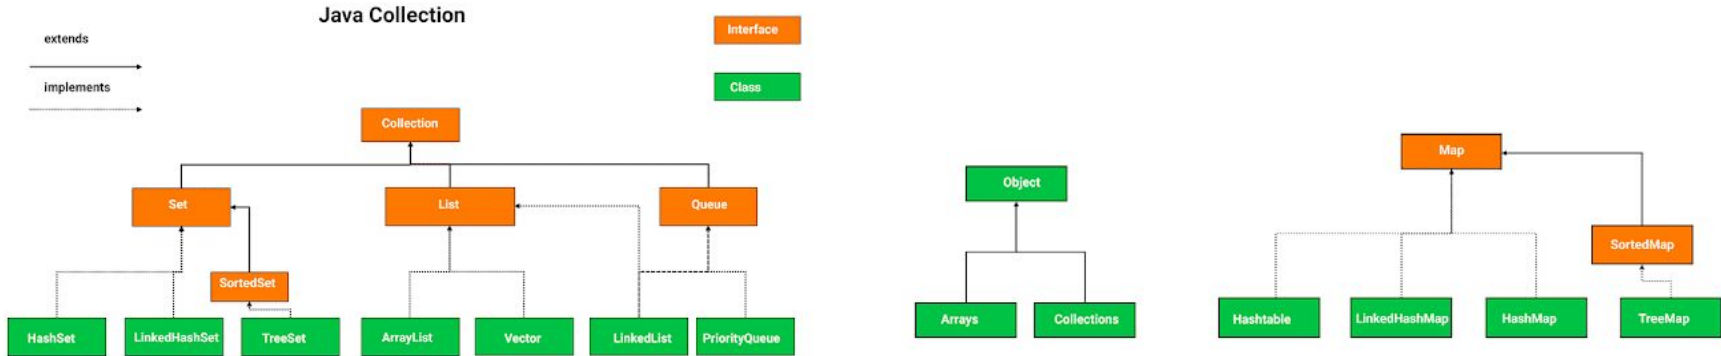 Java Collection
extends
implements
Interface
Class
Collection
Set
List
Queue
SortedSet
HashSet
LinkedHashSet
TreeSet
ArrayList
Vector
LinkedList
PriorityQueue
Object
Arrays
Collections
Map
SortedMap
Hashtable
LinkedHashMap
HashMap
TreeMap